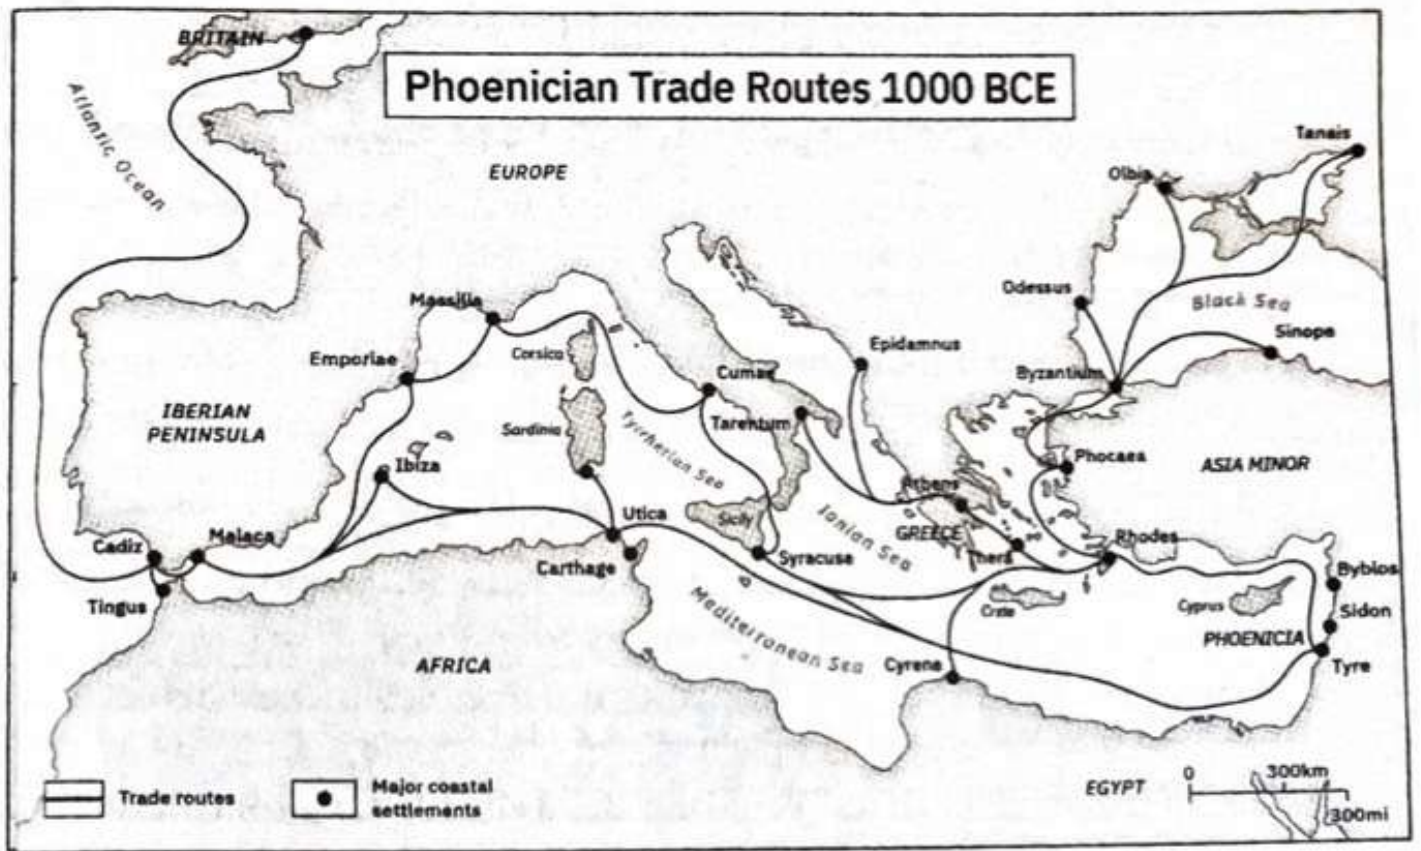 BRITAIN
Phoenician Trade Routes 1000 BCE
Atlantic Ocean
EUROPE
Tanais
Olbia
Massilia
Odessus
Black Sea
Sinope
Emporiae
Corsica
Epidamnus
Cumae
Byzantium
IBERIAN
PENINSULA
Sardinia
Tyrrherian Sea
Tarentum
Ibiza
Phocaea
ASIA MINOR
Athens
Cadiz
Malaca
Utica
Sicily
Ionian Sea
GREECE
Thera
Rhodes
Tingus
Carthage
Syracuse
Crete
Cyprus
Byblos
Sidon
PHOENICIA
Tyre
AFRICA
Mediterranean Sea
Cyrene
Trade routes
Major coastal
settlements
EGYPT
0 300km
300mi